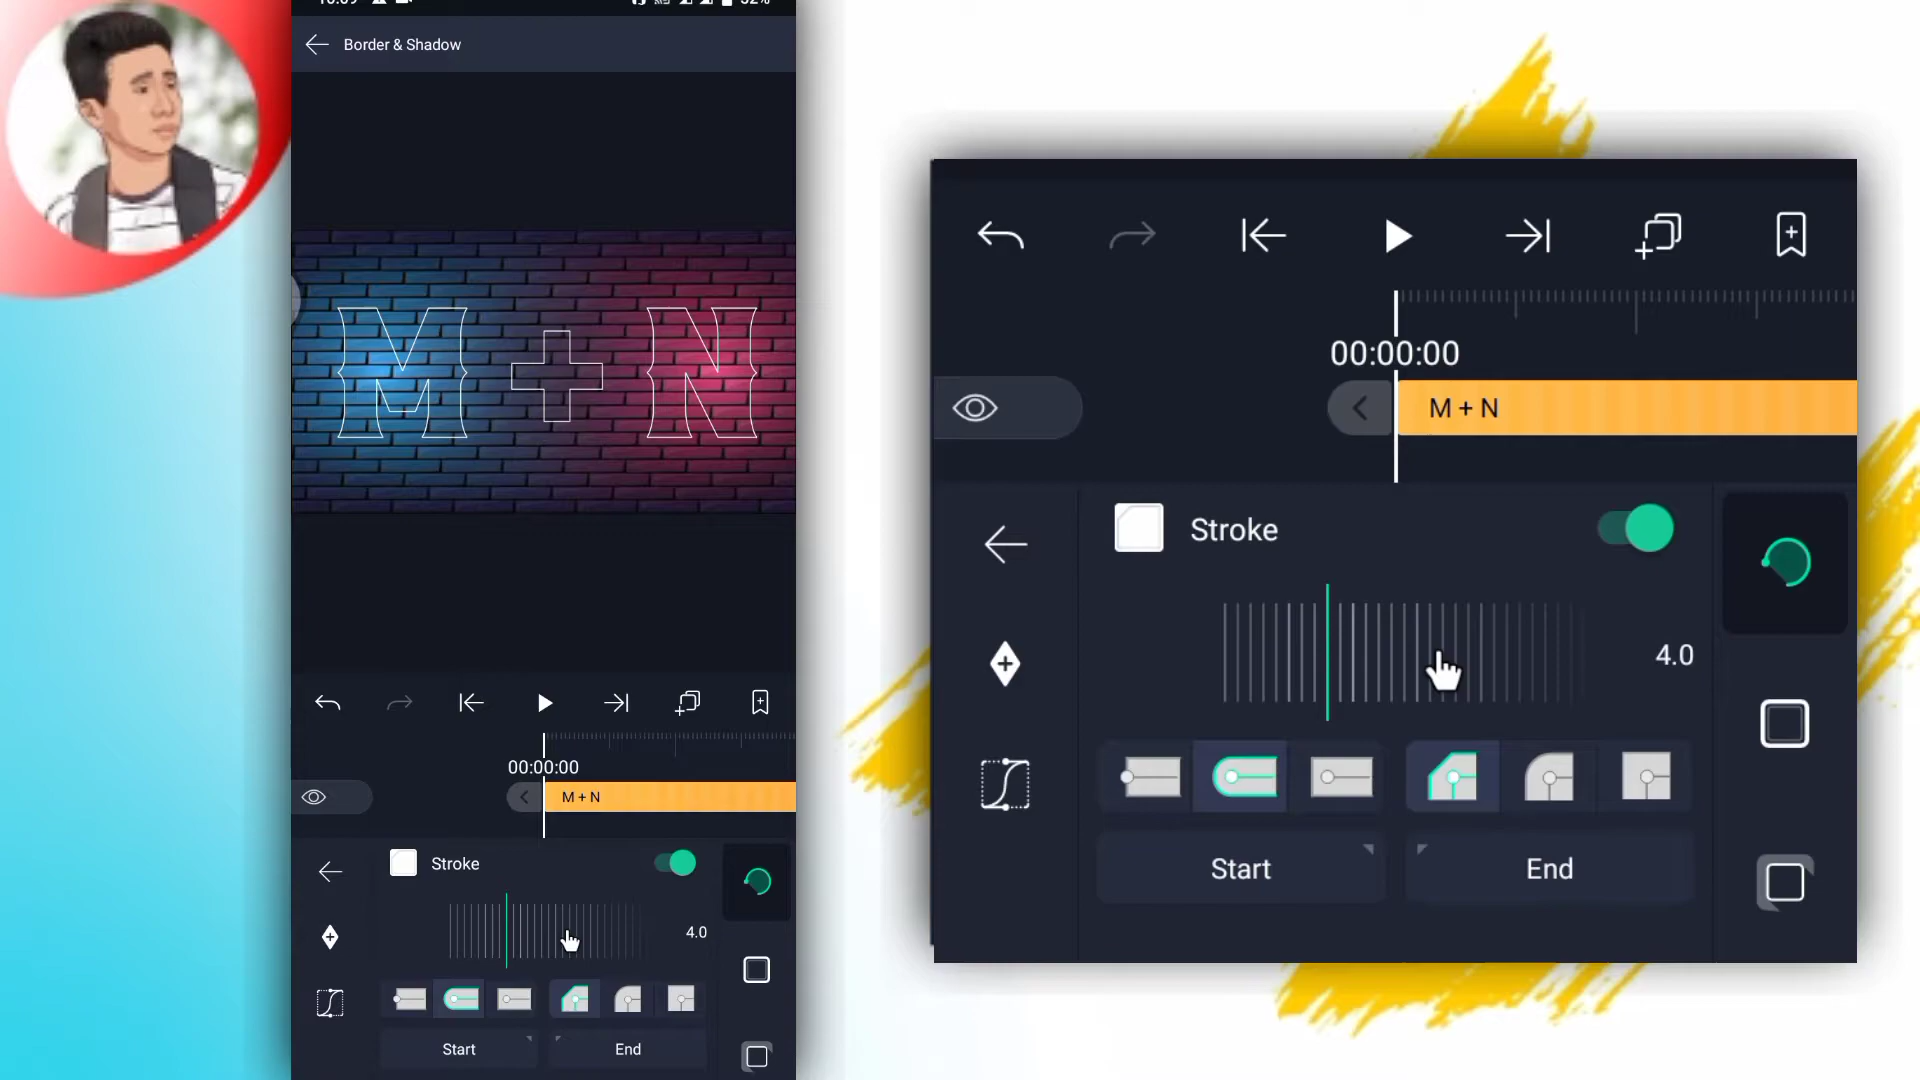 Border & Shadow
M + N
00:00:00
M + N
Stroke
4.0
Start
End
00:00:00
M + N
Stroke
4.0
Start
End